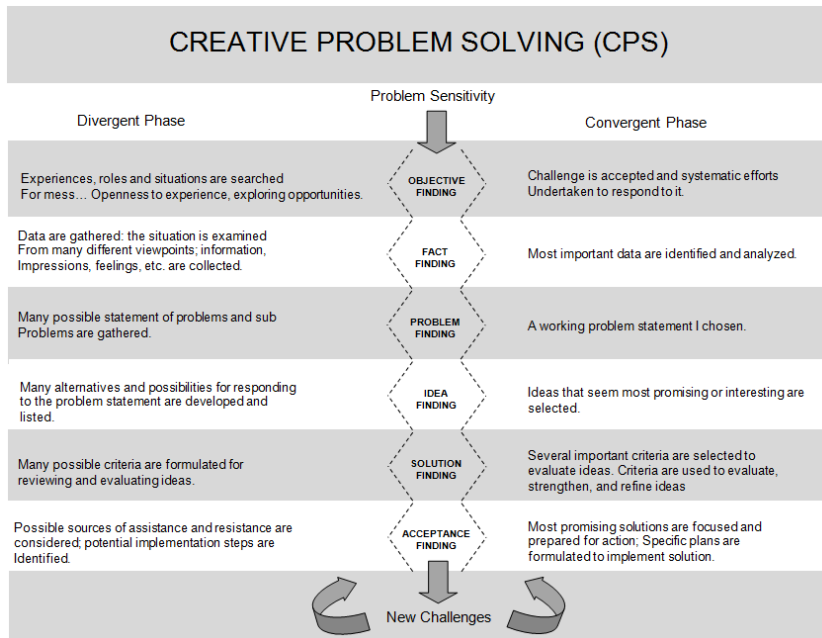 CREATIVE PROBLEM SOLVING (CPS)
Problem Sensitivity
Divergent Phase
Convergent Phase
Experiences, roles and situations are searched
For mess… Openness to experience, exploring opportunities.
OBJECTIVE
FINDING
Challenge is accepted and systematic efforts
Undertaken to respond to it.
Data are gathered: the situation is examined
From many different viewpoints; information,
Impressions, feelings, etc. are collected.
FACT
FINDING
Most important data are identified and analyzed.
Many possible statement of problems and sub
Problems are gathered.
PROBLEM
FINDING
A working problem statement I chosen.
Many alternatives and possibilities for responding
to the problem statement are developed and
listed.
IDEA
FINDING
Ideas that seem most promising or interesting are
selected.
Many possible criteria are formulated for
reviewing and evaluating ideas.
SOLUTION
FINDING
Several important criteria are selected to
evaluate ideas. Criteria are used to evaluate,
strengthen, and refine ideas
Possible sources of assistance and resistance are
considered; potential implementation steps are
Identified.
ACCEPTANCE
FINDING
Most promising solutions are focused and
prepared for action; Specific plans are
formulated to implement solution.
New Challenges